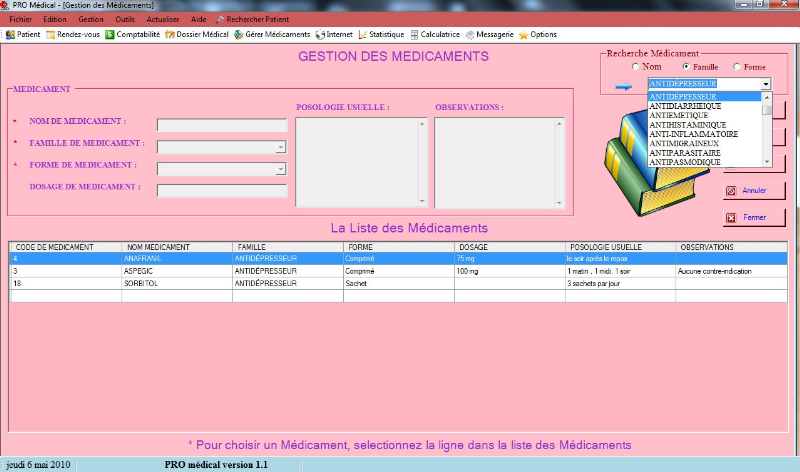 PRO Médical - [Gestion des Médicaments]
Fichier Edition Gestion Outils Actualiser Aide Rechercher Patient
Patient Rendez-vous Comptabilité Dossier Médical Gérer Médicaments Internet Statistique Calculatrice Messagerie Options
GESTION DES MEDICAMENTS
Recherche Médicament
Nom Famille Forme
ANTIDÉPRESSEUR
ANTIDÉPRESSEUR
ANTIDIARRHEIQUE
ANTIEMETIQUE
ANTIHISTAMINIQUE
ANTI-INFLAMMATOIRE
ANTIMIGRAINEUX
ANTIPARASITAIRE
ANTIPASMODIQUE
MEDICAMENT
* NOM DE MEDICAMENT :
* FAMILLE DE MEDICAMENT :
* FORME DE MEDICAMENT :
DOSAGE DE MEDICAMENT :
POSOLOGIE USUELLE :
OBSERVATIONS :
Annuler
Fermer
La Liste des Médicaments
CODE DE MEDICAMENT NOM MEDICAMENT FAMILLE FORME DOSAGE POSOLOGIE USUELLE OBSERVATIONS
4 ANAFRANIL ANTIDÉPRESSEUR Comprimé 75 mg le soir après le repas
3 ASPEGIC ANTIDÉPRESSEUR Comprimé 100 mg 1 matin , 1 midi, 1 soir Aucune contre-indication
18 SORBITOL ANTIDÉPRESSEUR Sachet 3 sachets par jour
* Pour choisir un Médicament, selectionnez la ligne dans la liste des Médicaments
jeudi 6 mai 2010 PRO médical version 1.1